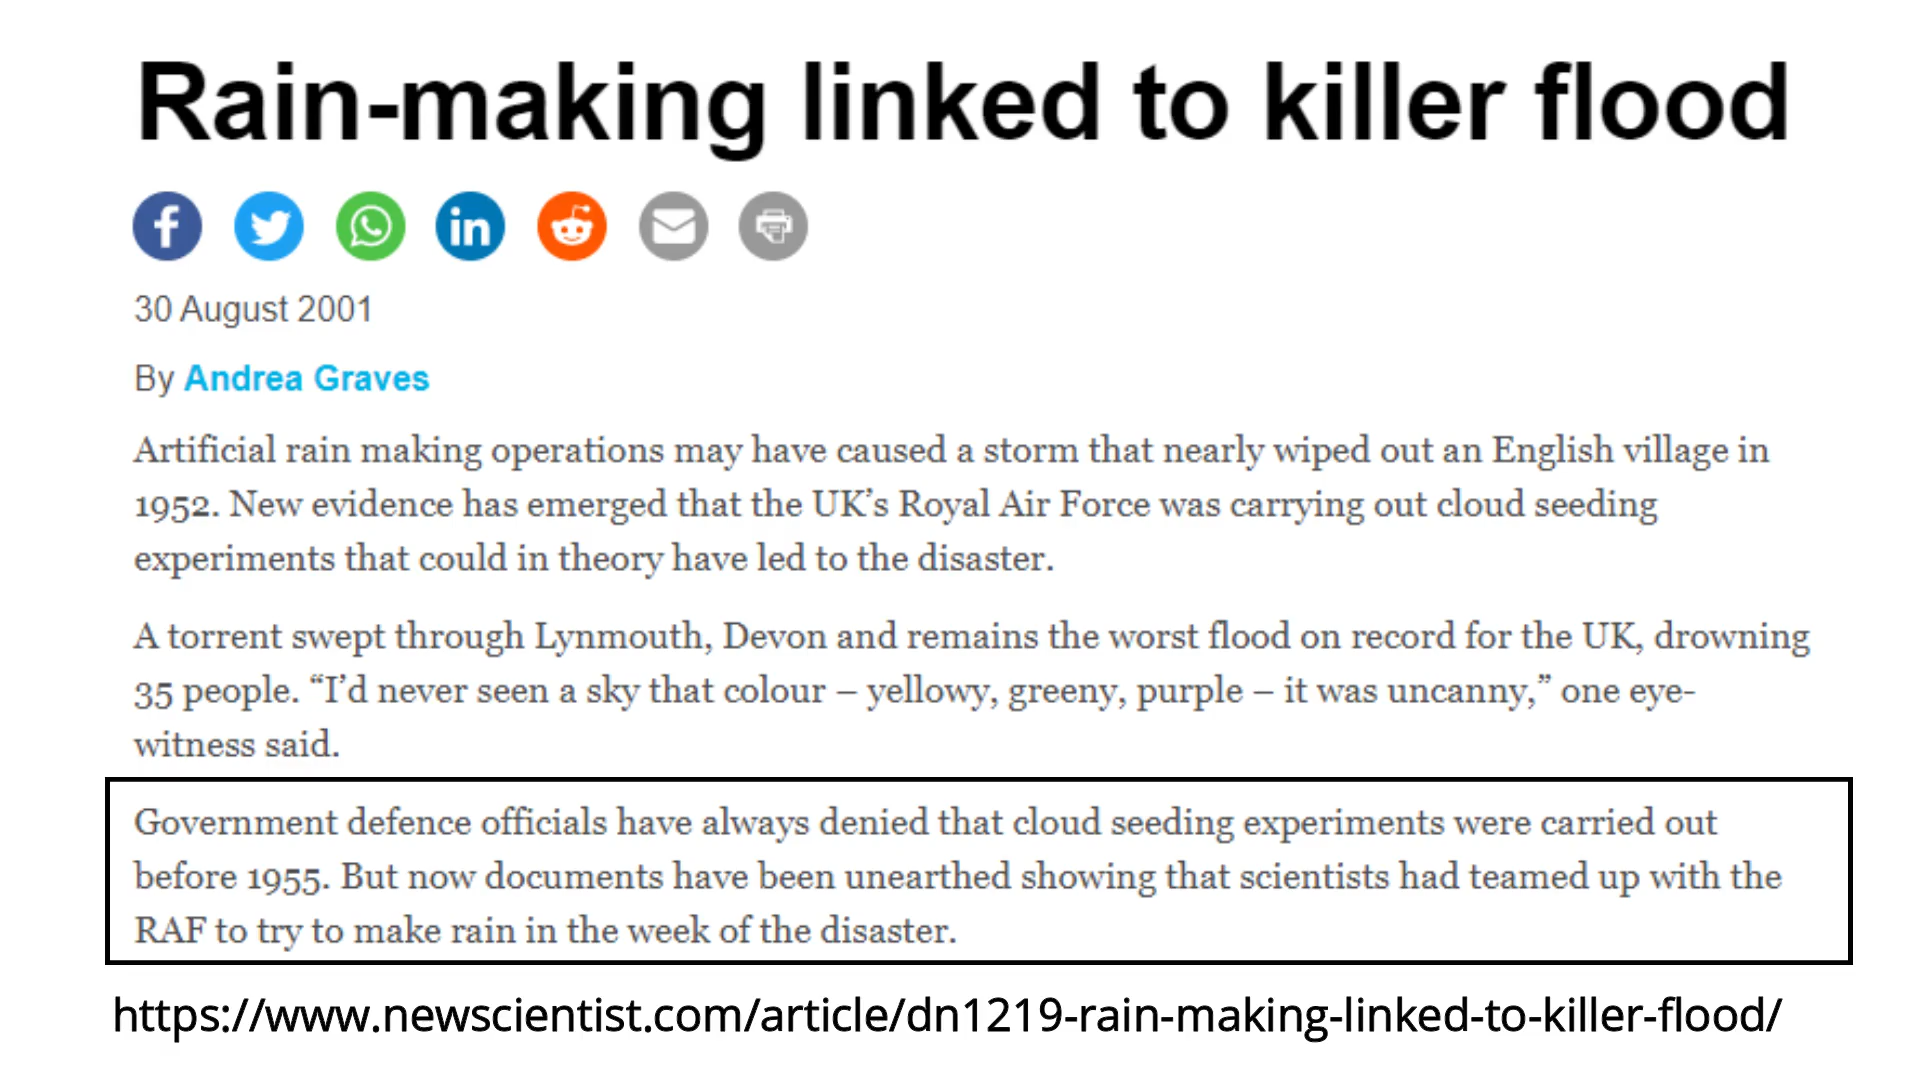 Rain-making linked to killer flood
30 August 2001
By Andrea Graves
Artificial rain making operations may have caused a storm that nearly wiped out an English village in
1952. New evidence has emerged that the UK’s Royal Air Force was carrying out cloud seeding
experiments that could in theory have led to the disaster.
A torrent swept through Lynmouth, Devon and remains the worst flood on record for the UK, drowning
35 people. “I’d never seen a sky that colour – yellowy, greeny, purple – it was uncanny,” one eye-
witness said.
Government defence officials have always denied that cloud seeding experiments were carried out
before 1955. But now documents have been unearthed showing that scientists had teamed up with the
RAF to try to make rain in the week of the disaster.
https://www.newscientist.com/article/dn1219-rain-making-linked-to-killer-flood/